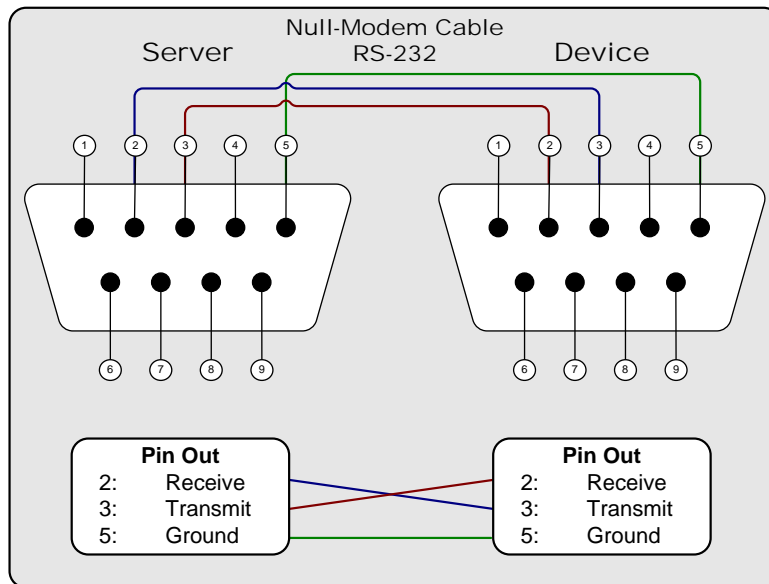 Null-Modem Cable
Server RS-232 Device
1 2 3 4 5 1 2 3 4 5
6 7 8 9 6 7 8 9
Pin Out
2: Receive
3: Transmit
5: Ground
Pin Out
2: Receive
3: Transmit
5: Ground